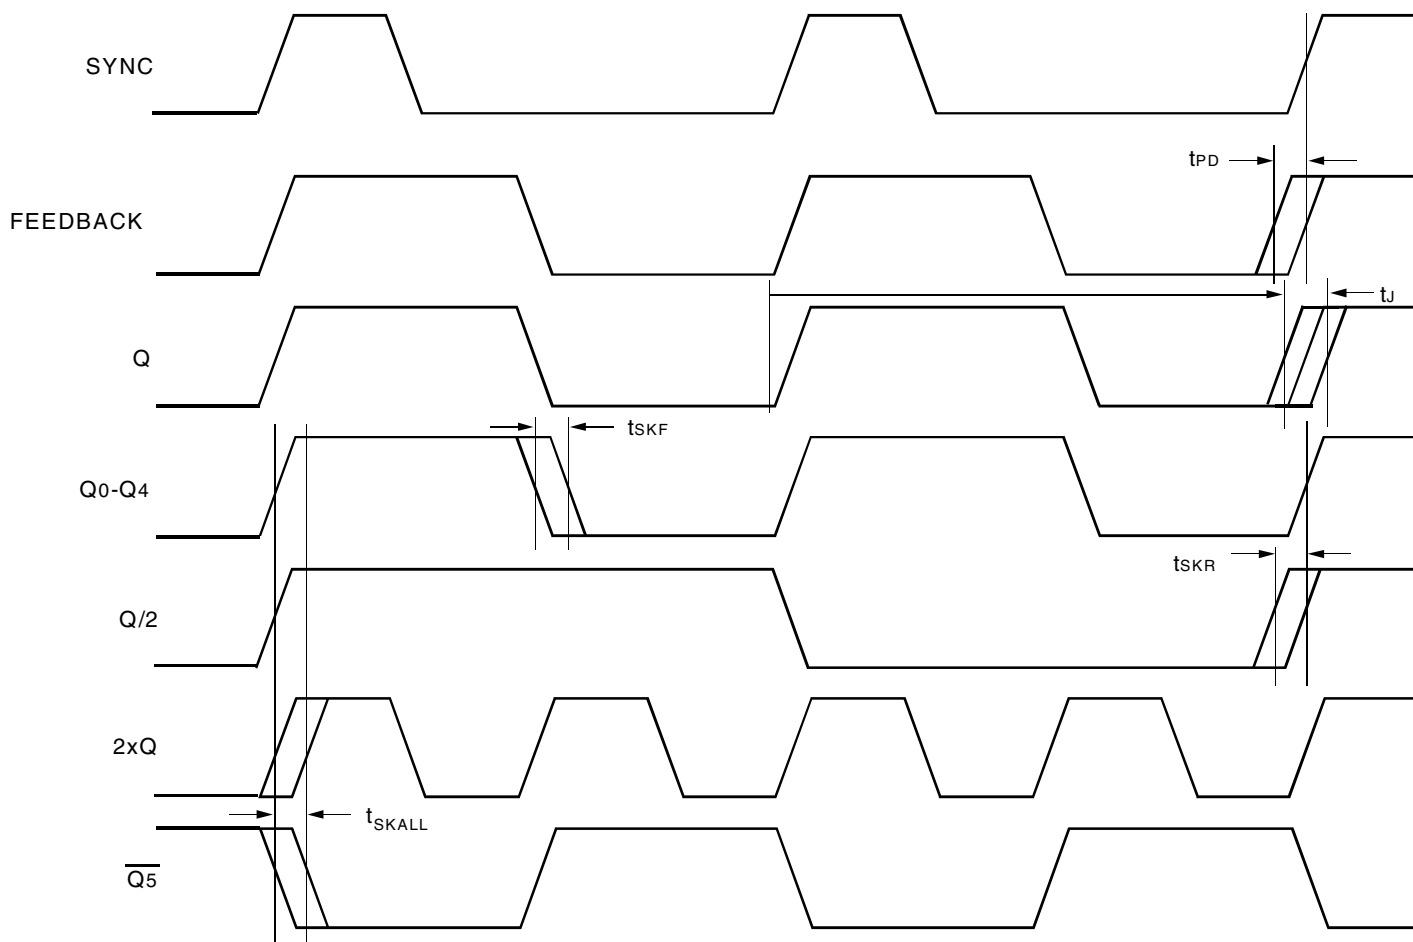 SYNC
tPD
FEEDBACK
tJ
Q
tSKF
Q0-Q4
tSKR
Q/2
2xQ
tSKALL
Q5